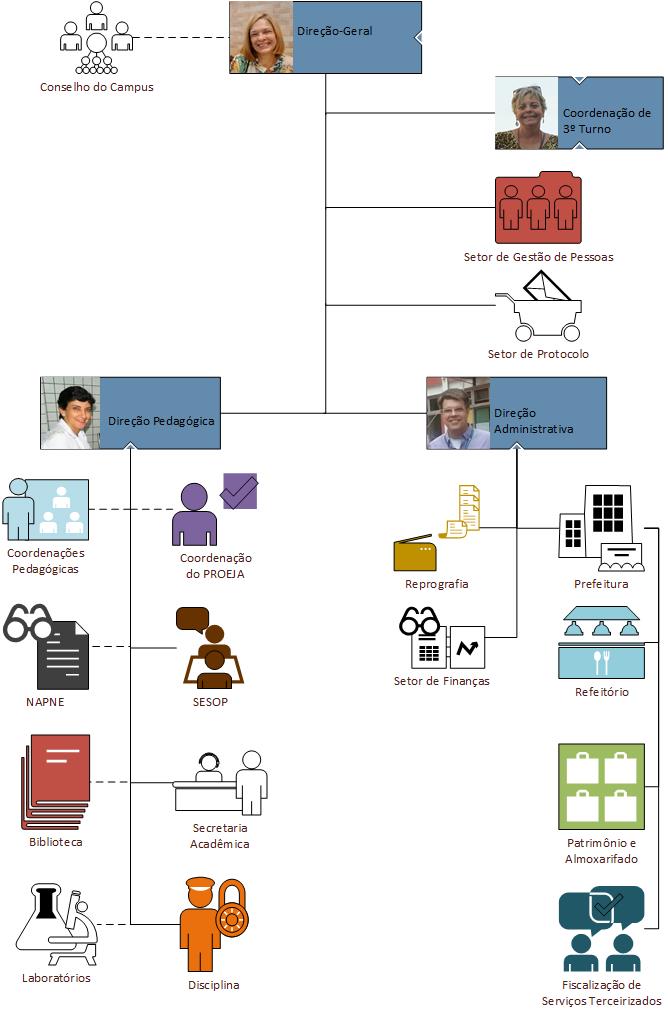 Direção-Geral
Conselho do Campus
Coordenação de
3º Turno
Setor de Gestão de Pessoas
Setor de Protocolo
Direção Pedagógica
Direção
Administrativa
Coordenações
Pedagógicas
Coordenação
do PROEJA
Reprografia
Prefeitura
NAPNE
SESOP
Setor de Finanças
Refeitório
Biblioteca
Secretaria
Acadêmica
Patrimônio e
Almoxarifado
Laboratórios
Disciplina
Fiscalização de
Serviços Terceirizados